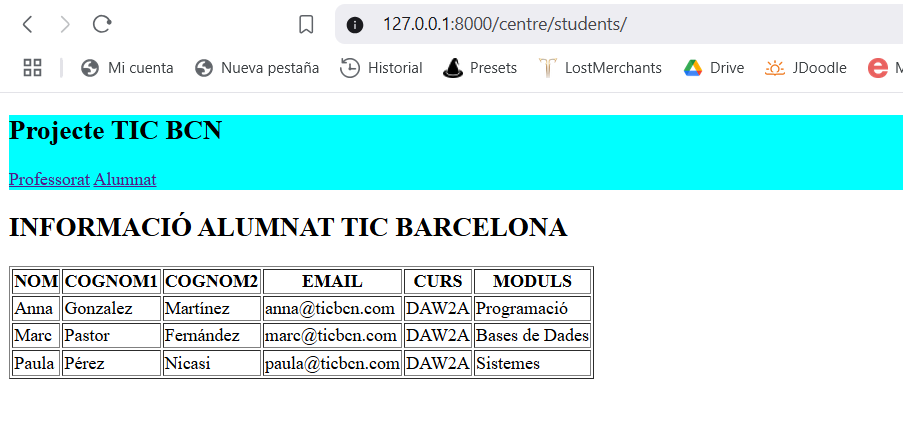 127.0.0.1:8000/centre/students/
Mi cuenta Nueva pestaña Historial Presets LostMerchants Drive JDoodle
Projecte TIC BCN
Professorat Alumnat
INFORMACIÓ ALUMNAT TIC BARCELONA
NOM COGNOM1 COGNOM2 EMAIL CURS MODULS
Anna Gonzalez Martínez anna@ticbcn.com DAW2A Programació
Marc Pastor Fernández marc@ticbcn.com DAW2A Bases de Dades
Paula Pérez Nicasi paula@ticbcn.com DAW2A Sistemes